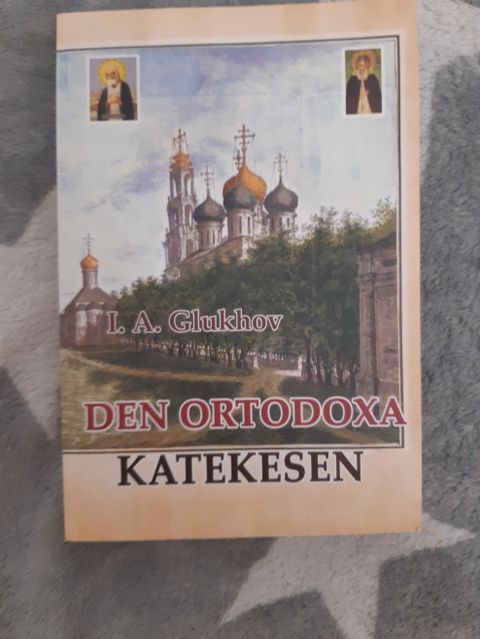 I. A. Glukhov
DEN ORTODOXA
KATEKESEN